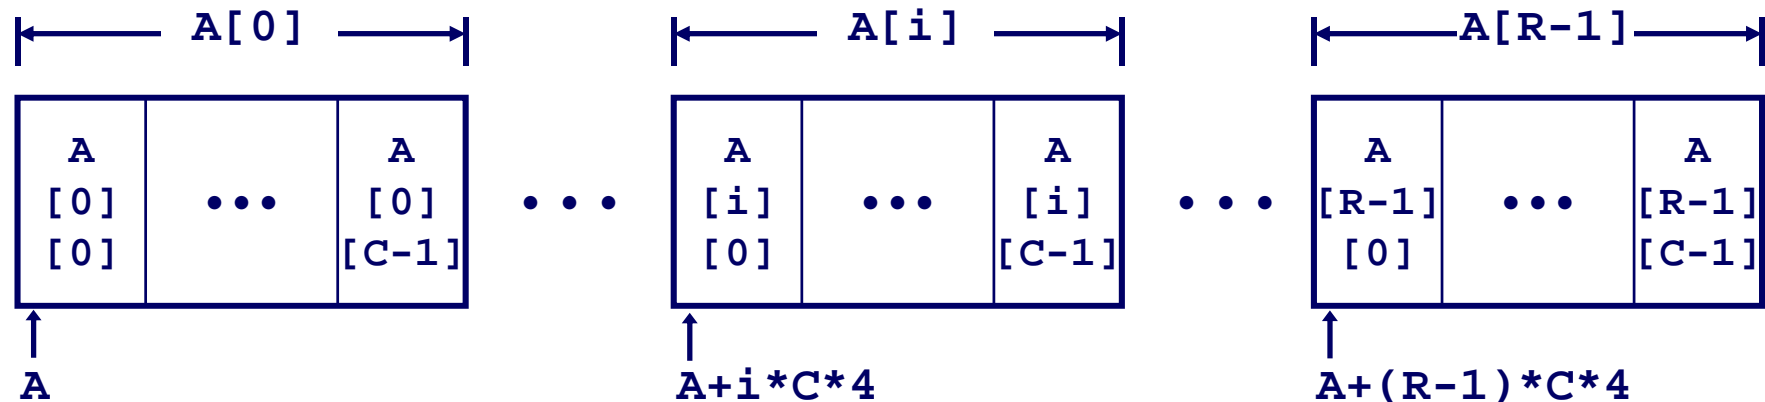 A[0] A[i] A[R-1]
A ••• A • • • A ••• A • • • A ••• A
[0] [0] [i] [i] [R-1] [R-1]
[0] [C-1] [0] [C-1] [0] [C-1]
A A+i*C*4 A+(R-1)*C*4